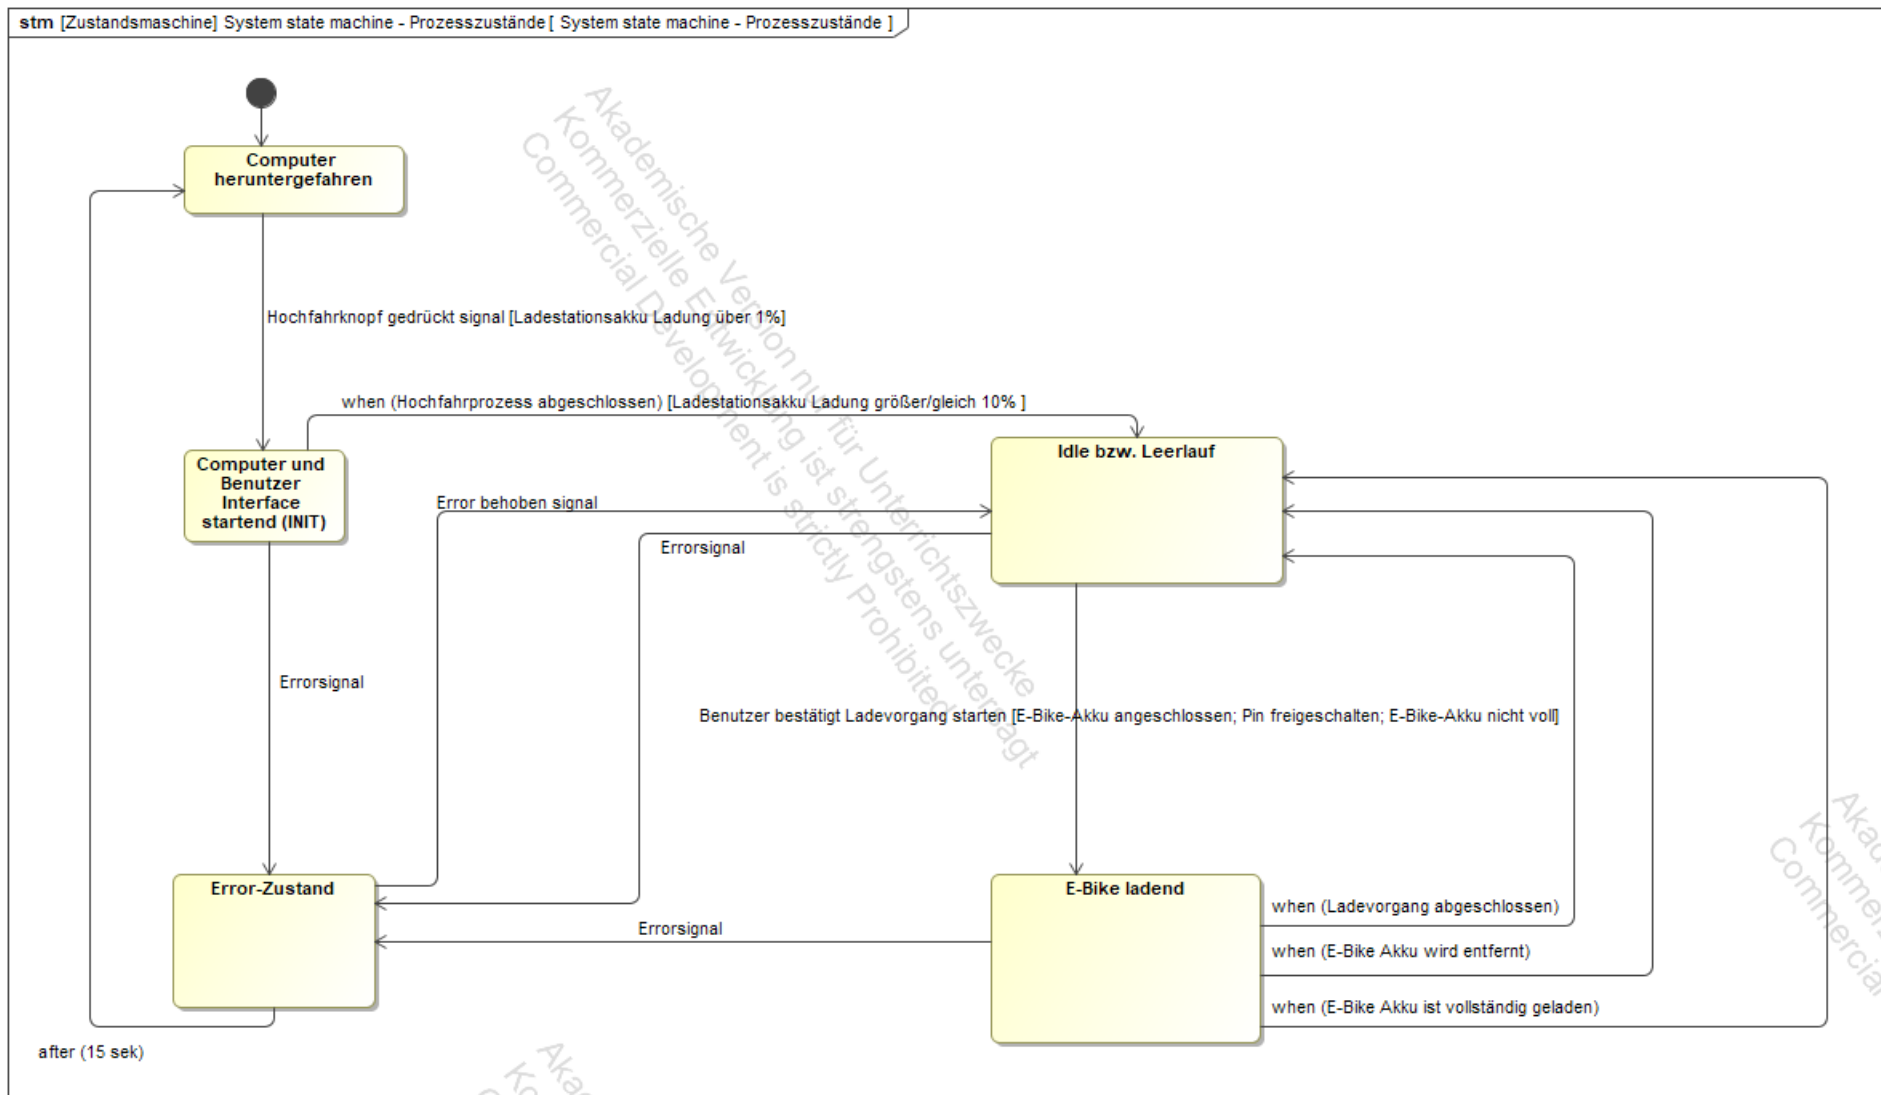 stm [Zustandsmaschine] System state machine - Prozesszustände [ System state machine - Prozesszustände ]
Computer
heruntergefahren
Hochfahrknopf gedrückt signal [Ladestationsakku Ladung über 1%]
when (Hochfahrprozess abgeschlossen) [Ladestationsakku Ladung größer/gleich 10% ]
Computer und
Benutzer
Interface
startend (INIT)
Idle bzw. Leerlauf
Error behoben signal
Errorsignal
Errorsignal
Benutzer bestätigt Ladevorgang starten [E-Bike-Akku angeschlossen; Pin freigeschalten; E-Bike-Akku nicht voll]
Error-Zustand
E-Bike ladend
when (Ladevorgang abgeschlossen)
Errorsignal
when (E-Bike Akku wird entfernt)
when (E-Bike Akku ist vollständig geladen)
after (15 sek)
Akademische Version nur für Unterrichtszwecke
Kommerzielle Entwicklung ist strengstens untersagt
Commercial Development is strictly Prohibited